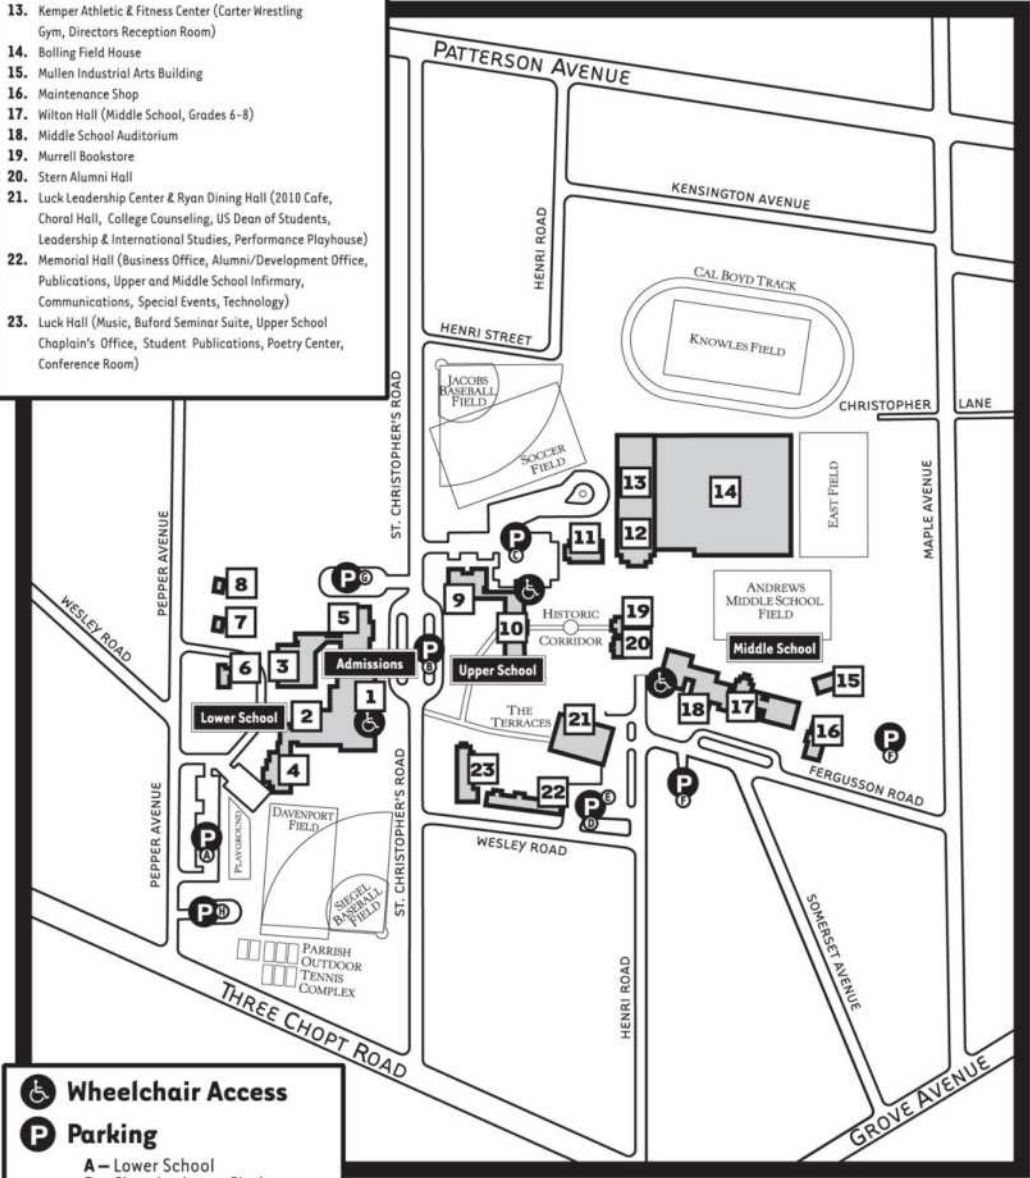 13. Kemper Athletic & Fitness Center (Carter Wrestling
Gym, Directors Reception Room)
14. Bolling Field House
15. Mullen Industrial Arts Building
16. Maintenance Shop
17. Wilton Hall (Middle School, Grades 6-8)
18. Middle School Auditorium
19. Murrell Bookstore
20. Stern Alumni Hall
21. Luck Leadership Center & Ryan Dining Hall (2010 Cafe,
Choral Hall, College Counseling, US Dean of Students,
Leadership & International Studies, Performance Playhouse)
22. Memorial Hall (Business Office, Alumni/Development Office,
Publications, Upper and Middle School Infirmary,
Communications, Special Events, Technology)
23. Luck Hall (Music, Buford Seminar Suite, Upper School
Chaplain's Office, Student Publications, Poetry Center,
Conference Room)
PATTERSON AVENUE
KENSINGTON AVENUE
HENRI ROAD
CAL BOYD TRACK
KNOWLES FIELD
HENRI STREET
JACOBS
BASEBALL
FIELD
CHRISTOPHER LANE
ST. CHRISTOPHER'S ROAD
SOCCER
FIELD
13
14
EAST FIELD
MAPLE AVENUE
PEPPER AVENUE
12
11
P C
P G
8
9
ANDREWS
MIDDLE SCHOOL
FIELD
WESLEY ROAD
7
5
10
HISTORIC
CORRIDOR
19
20
Middle School
P B
6
3
Admissions
Upper School
15
1
Lower School
2
THE
TERRACES
21
18
17
16
P F
4
23
22
P F
FERGUSSON ROAD
P E D
PEPPER AVENUE
ST. CHRISTOPHER'S ROAD
DAVENPORT
FIELD
PLAYGROUND
P A
WESLEY ROAD
SIEGEL
BASEBALL
FIELD
P H
SOMERSET AVENUE
PARRISH
OUTDOOR
TENNIS
COMPLEX
HENRI ROAD
THREE CHOPT ROAD
GROVE AVENUE
Wheelchair Access
P Parking
A – Lower School